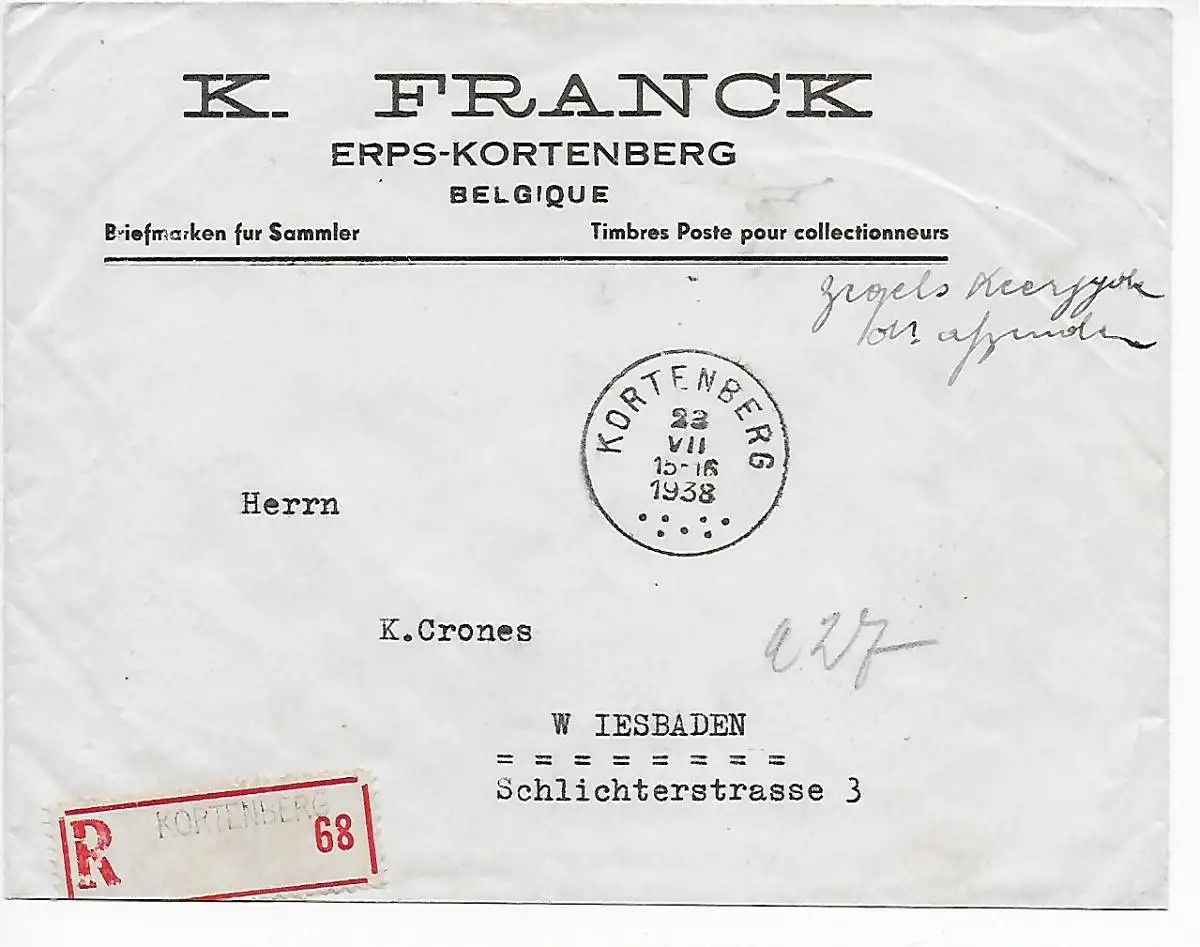 K. FRANCK
ERPS-KORTENBERG
BELGIQUE
Briefmarken fur Sammler Timbres Poste pour collectionneurs
zegels
KORTENBERG
23
VII
15-16
1938
Herrn
K.Crones
W IESBADEN
= = = = = = = =
Schlichterstrasse 3
R KORTENBERG 68